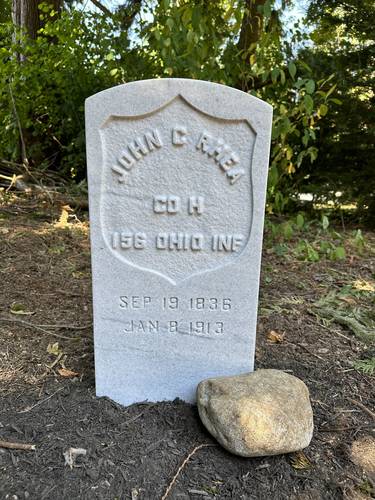 JOHN C RHEA
CO H
156 OHIO INF
SEP 19 1836
JAN 8 1913